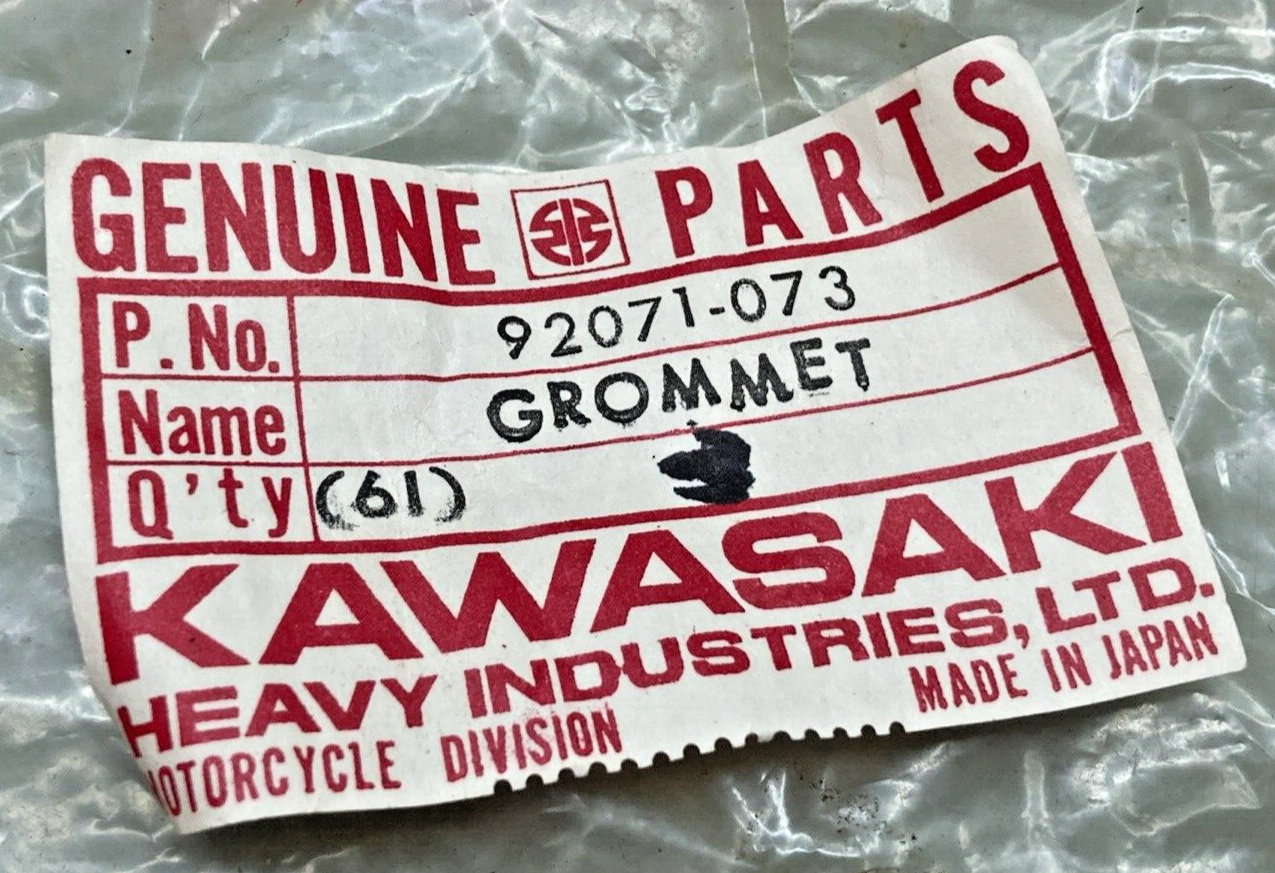 GENUINE PARTS
P. No. 92071-073
Name GROMMET
Q'ty (61)
KAWASAKI
HEAVY INDUSTRIES, LTD.
MOTORCYCLE DIVISION MADE IN JAPAN